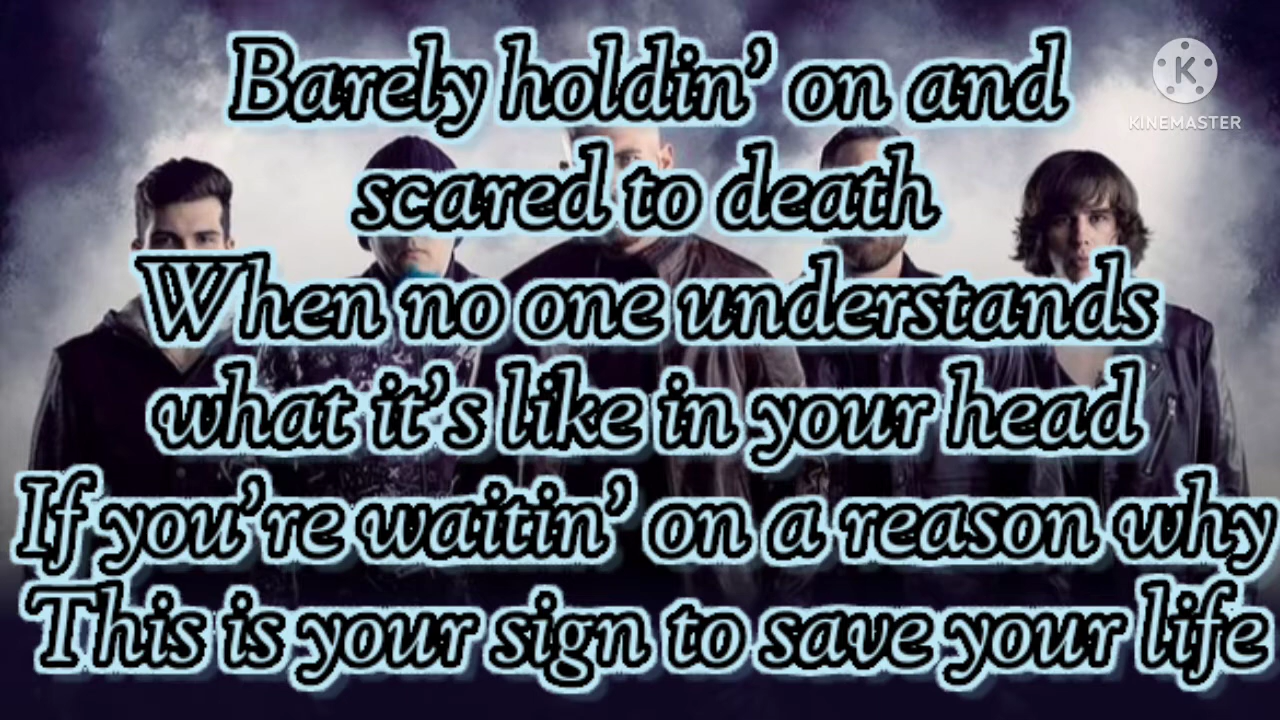 Barely holdin’ on and
KINEMASTER
scared to death
When no one understands
what it’s like in your head
If you’re waitin’ on a reason why
This is your sign to save your life